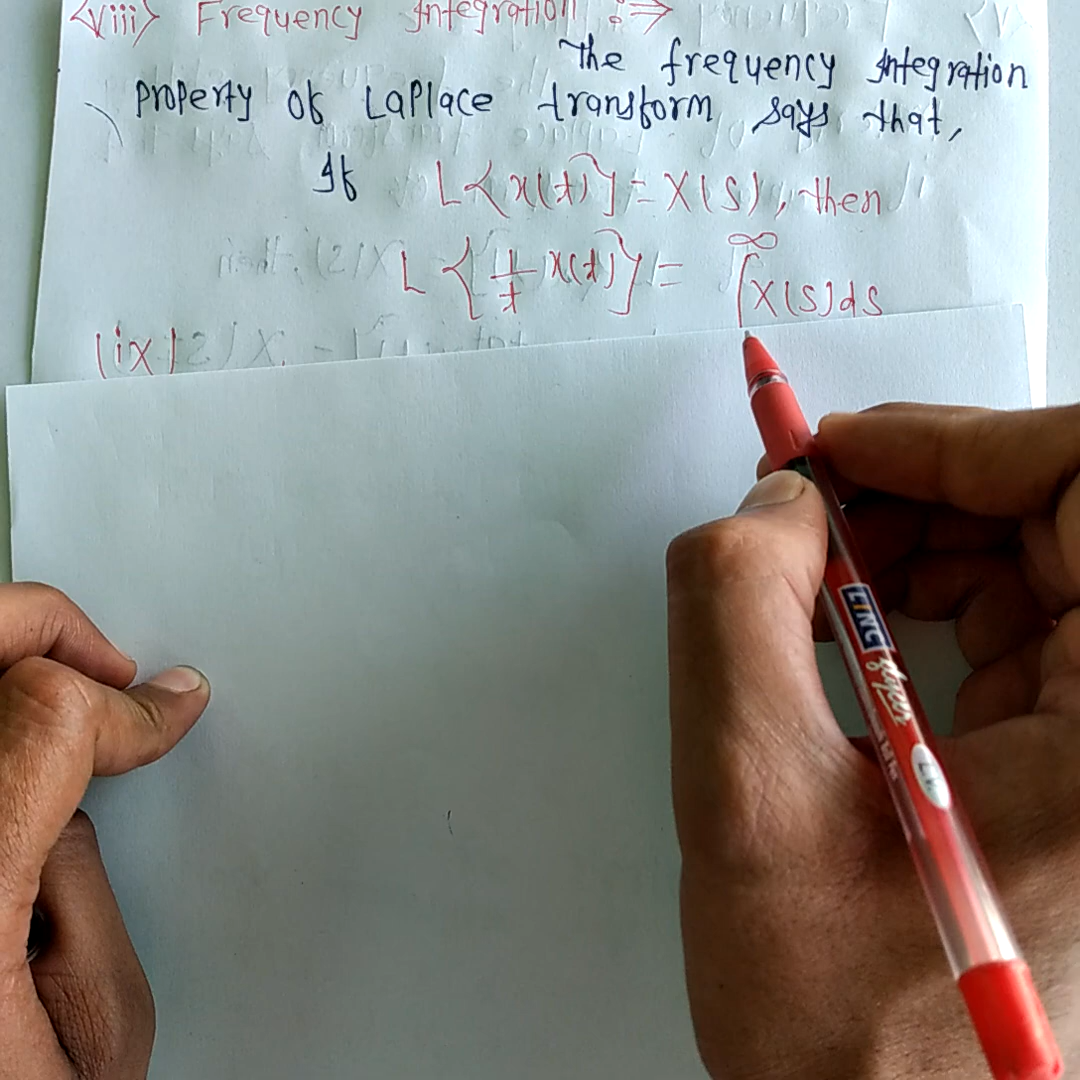 <viii> Frequency Integration :⇒
The frequency Integration
property of Laplace transform says that,
If L{x(t)} = X(S), then
L {1/t x(t)} = ∫^∞ X(S)ds
(ix)
LINC